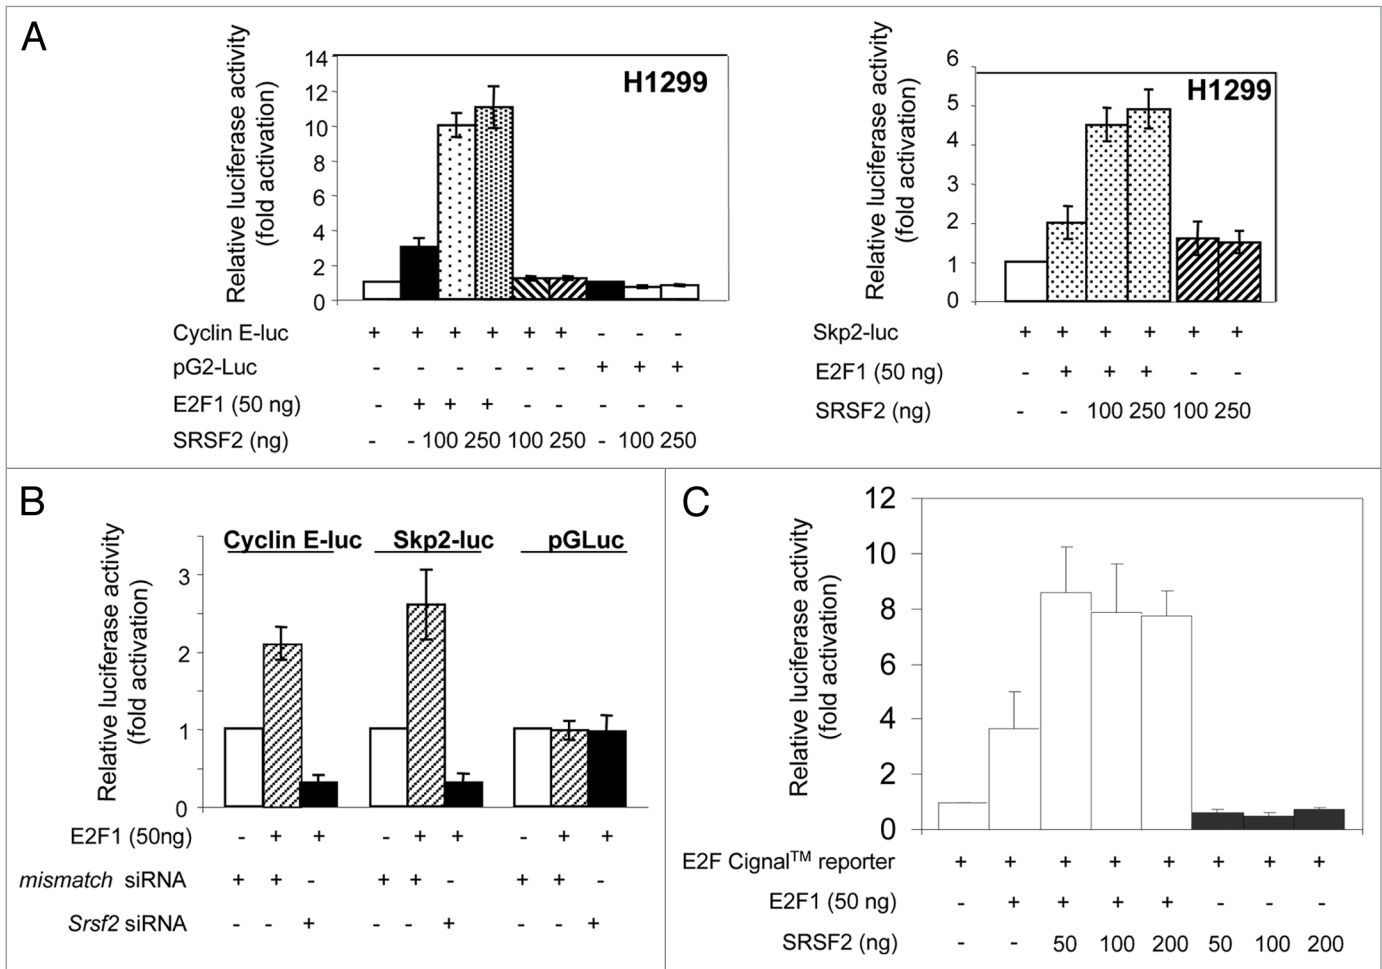 A
Relative luciferase activity
(fold activation)
14
12
10
8
6
4
2
0
H1299
Cyclin E-luc + + + + + + - - -
pG2-Luc - - - - - - + + +
E2F1 (50 ng) - + + + - - - - -
SRSF2 (ng) - - 100 250 100 250 - 100 250
Relative luciferase activity
(fold activation)
6
5
4
3
2
1
0
H1299
Skp2-luc + + + + + +
E2F1 (50 ng) - + + + - -
SRSF2 (ng) - - 100 250 100 250
B
Relative luciferase activity
(fold activation)
3
2
1
0
Cyclin E-luc Skp2-luc pGLuc
E2F1 (50ng) - + + - + + - + +
mismatch siRNA + + - + + - + + -
Srsf2 siRNA - - + - - + - - +
C
Relative luciferase activity
(fold activation)
12
10
8
6
4
2
0
E2F Cignal™ reporter + + + + + + + +
E2F1 (50 ng) - + + + + - - -
SRSF2 (ng) - - 50 100 200 50 100 200